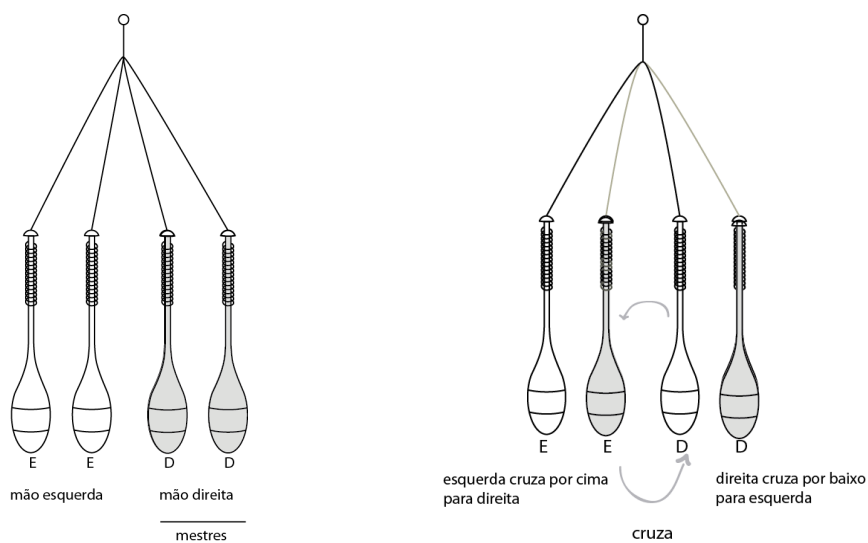 E E D D
mão esquerda mão direita
mestres
E E D D
esquerda cruza por cima
para direita
direita cruza por baixo
para esquerda
cruza